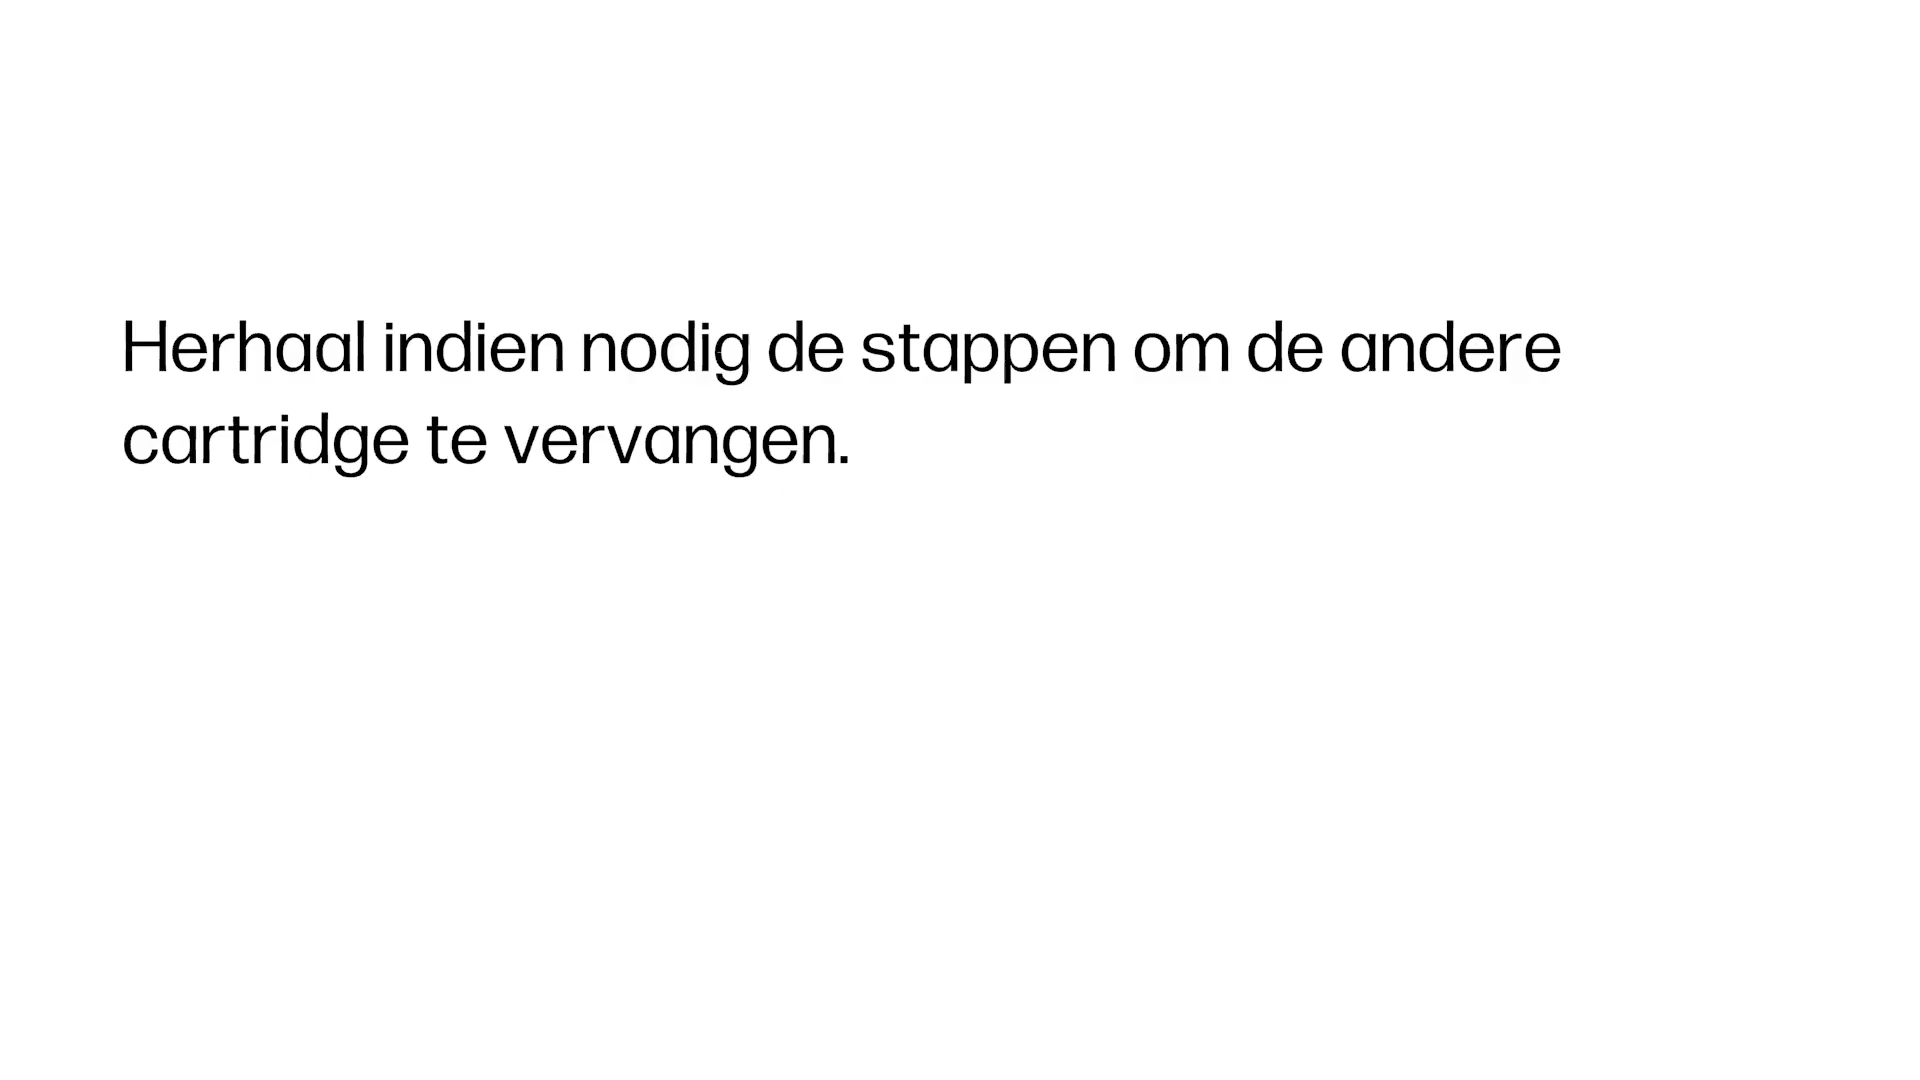 Herhaal indien nodig de stappen om de andere
cartridge te vervangen.